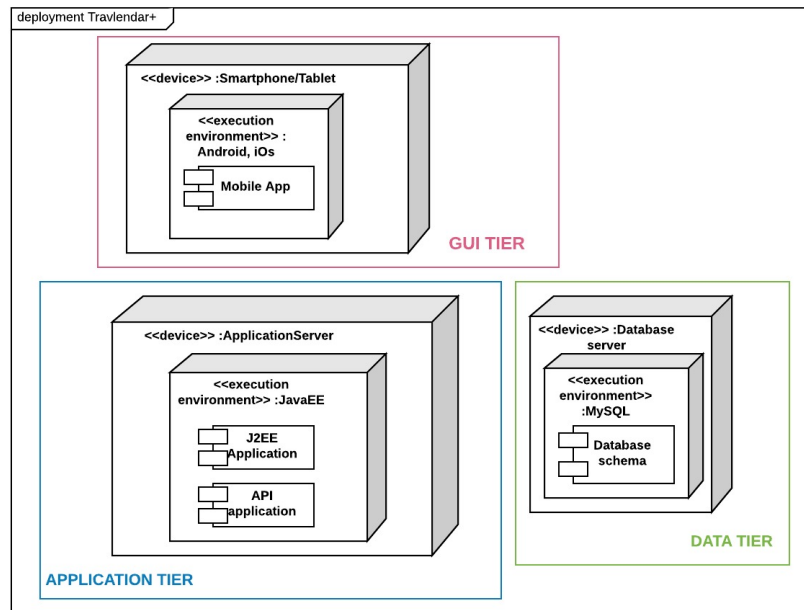 deployment Travlendar+
<<device>> :Smartphone/Tablet
<<execution
environment>> :
Android, iOs
Mobile App
GUI TIER
<<device>> :ApplicationServer
<<execution
environment>> :JavaEE
J2EE
Application
API
application
APPLICATION TIER
<<device>> :Database
server
<<execution
environment>>
:MySQL
Database
schema
DATA TIER